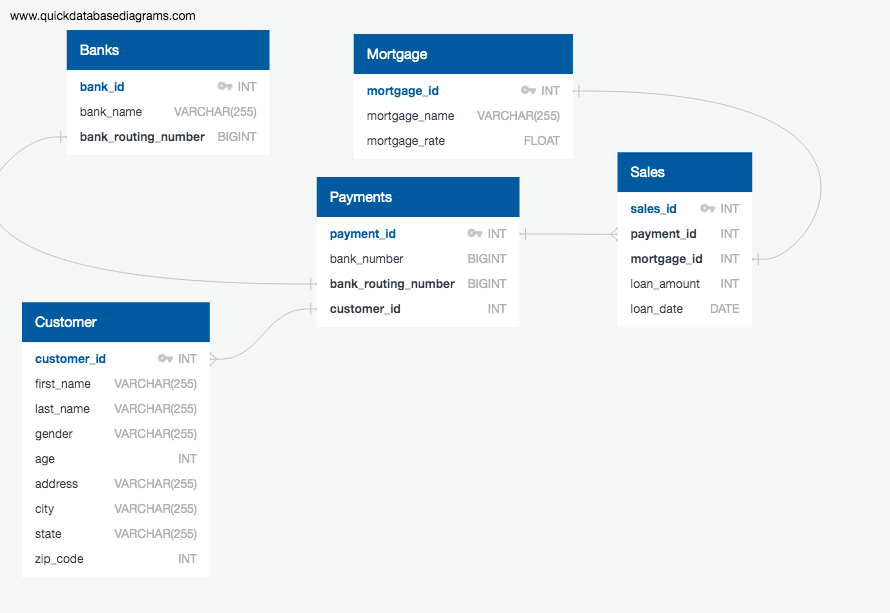 www.quickdatabasediagrams.com
Banks
bank_id INT
bank_name VARCHAR(255)
bank_routing_number BIGINT
Mortgage
mortgage_id INT
mortgage_name VARCHAR(255)
mortgage_rate FLOAT
Payments
payment_id INT
bank_number BIGINT
bank_routing_number BIGINT
customer_id INT
Sales
sales_id INT
payment_id INT
mortgage_id INT
loan_amount INT
loan_date DATE
Customer
customer_id INT
first_name VARCHAR(255)
last_name VARCHAR(255)
gender VARCHAR(255)
age INT
address VARCHAR(255)
city VARCHAR(255)
state VARCHAR(255)
zip_code INT